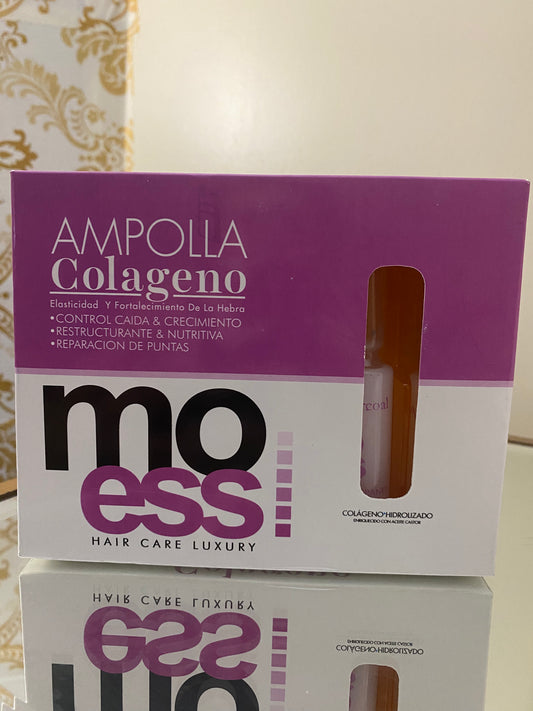 AMPOLLA
Colageno
Elasticidad Y Fortalecimiento De La Hebra
•CONTROL CAIDA & CRECIMIENTO
•RESTRUCTURANTE & NUTRITIVA
•REPARACION DE PUNTAS
mo
ess
HAIR CARE LUXURY
COLÁGENO+HIDROLIZADO
ENRIQUECIDO CON ACEITE CASTOR